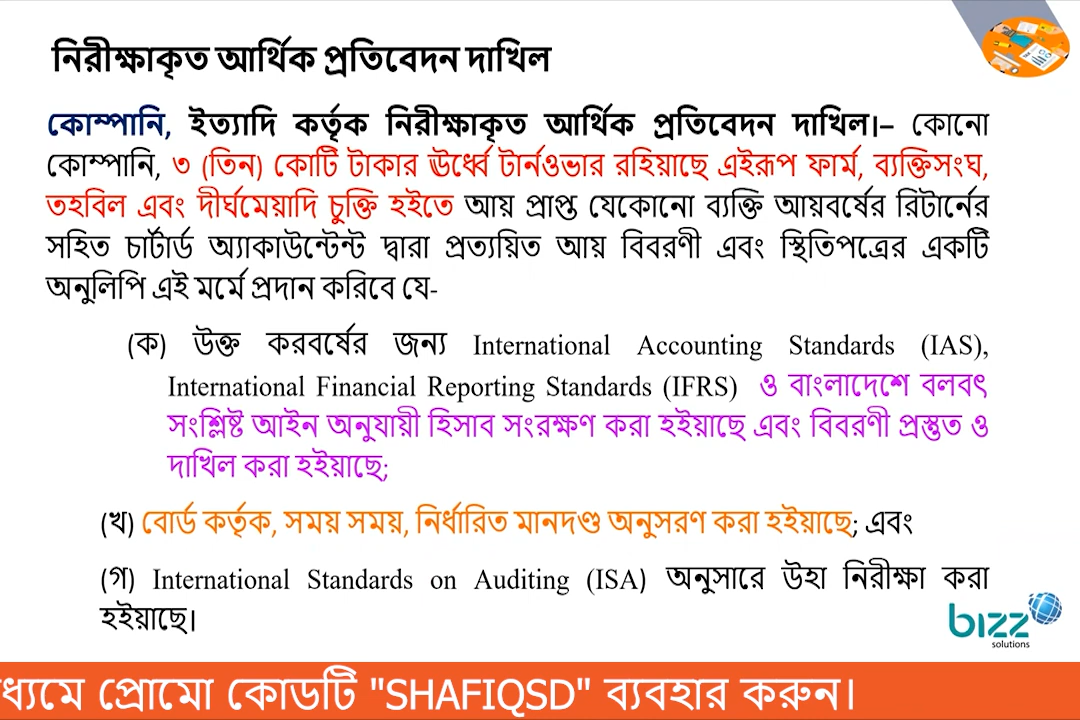 নিরীক্ষাকৃত আর্থিক প্রতিবেদন দাখিল
কোম্পানি, ইত্যাদি কর্তৃক নিরীক্ষাকৃত আর্থিক প্রতিবেদন দাখিল।– কোনো
কোম্পানি, ৩ (তিন) কোটি টাকার ঊর্ধ্বে টার্নওভার রহিয়াছে এইরূপ ফার্ম, ব্যক্তিসংঘ,
তহবিল এবং দীর্ঘমেয়াদি চুক্তি হইতে আয় প্রাপ্ত যেকোনো ব্যক্তি আয়বর্ষের রিটার্নের
সহিত চার্টার্ড অ্যাকাউন্টেন্ট দ্বারা প্রত্যয়িত আয় বিবরণী এবং স্থিতিপত্রের একটি
অনুলিপি এই মর্মে প্রদান করিবে যে-
(ক) উক্ত করবর্ষের জন্য International Accounting Standards (IAS),
International Financial Reporting Standards (IFRS) ও বাংলাদেশে বলবৎ
সংশ্লিষ্ট আইন অনুযায়ী হিসাব সংরক্ষণ করা হইয়াছে এবং বিবরণী প্রস্তুত ও
দাখিল করা হইয়াছে;
(খ) বোর্ড কর্তৃক, সময় সময়, নির্ধারিত মানদণ্ড অনুসরণ করা হইয়াছে; এবং
(গ) International Standards on Auditing (ISA) অনুসারে উহা নিরীক্ষা করা
হইয়াছে।
bizz
solutions
ধ্যমে প্রোমো কোডটি "SHAFIQSD" ব্যবহার করুন।